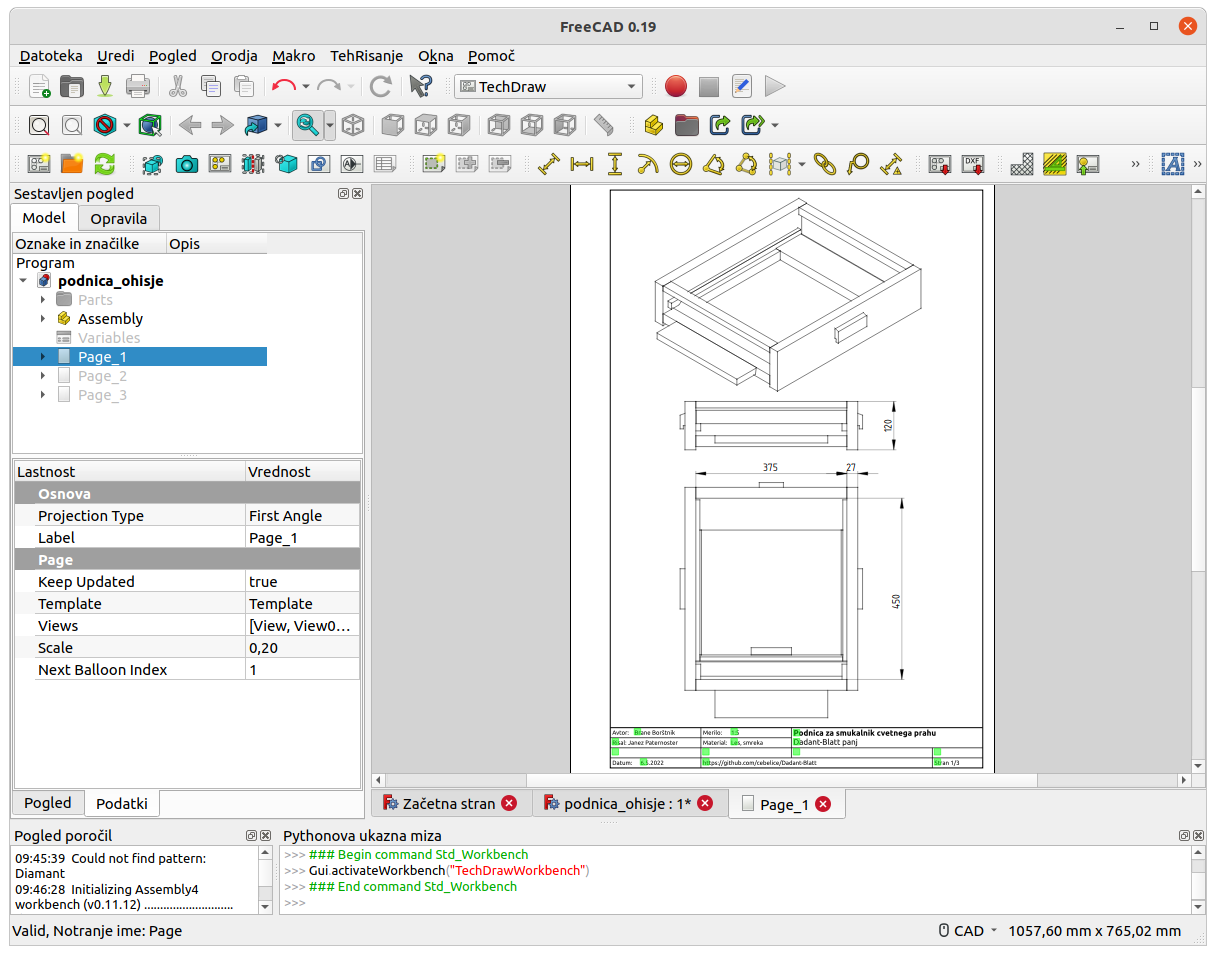 FreeCAD 0.19
Datoteka Uredi Pogled Orodja Makro TehRisanje Okna Pomoč
TechDraw
DXF
Sestavljen pogled
Model Opravila
Oznake in značilke Opis
Program
podnica_ohisje
Parts
Assembly
Variables
Page_1
Page_2
Page_3
Lastnost Vrednost
Osnova
Projection Type First Angle
Label Page_1
Page
Keep Updated true
Template Template
Views [View, View0...
Scale 0,20
Next Balloon Index 1
Pogled Podatki
120
375 27
450
Avtor: Brane Borštnik Merilo: 1:5 Podnica za smukalnik cvetnega prahu
Risal: Janez Paternoster Material: Les, smreka Dadant-Blatt panj
Datum: 6.5.2022 https://github.com/cebelice/Dadant-Blatt Stran 1/3
Začetna stran podnica_ohisje : 1* Page_1
Pogled poročil
09:45:39 Could not find pattern:
Diamant
09:46:28 Initializing Assembly4
workbench (v0.11.12) ............................
Pythonova ukazna miza
>>> ### Begin command Std_Workbench
>>> Gui.activateWorkbench("TechDrawWorkbench")
>>> ### End command Std_Workbench
>>>
Valid, Notranje ime: Page CAD 1057,60 mm x 765,02 mm